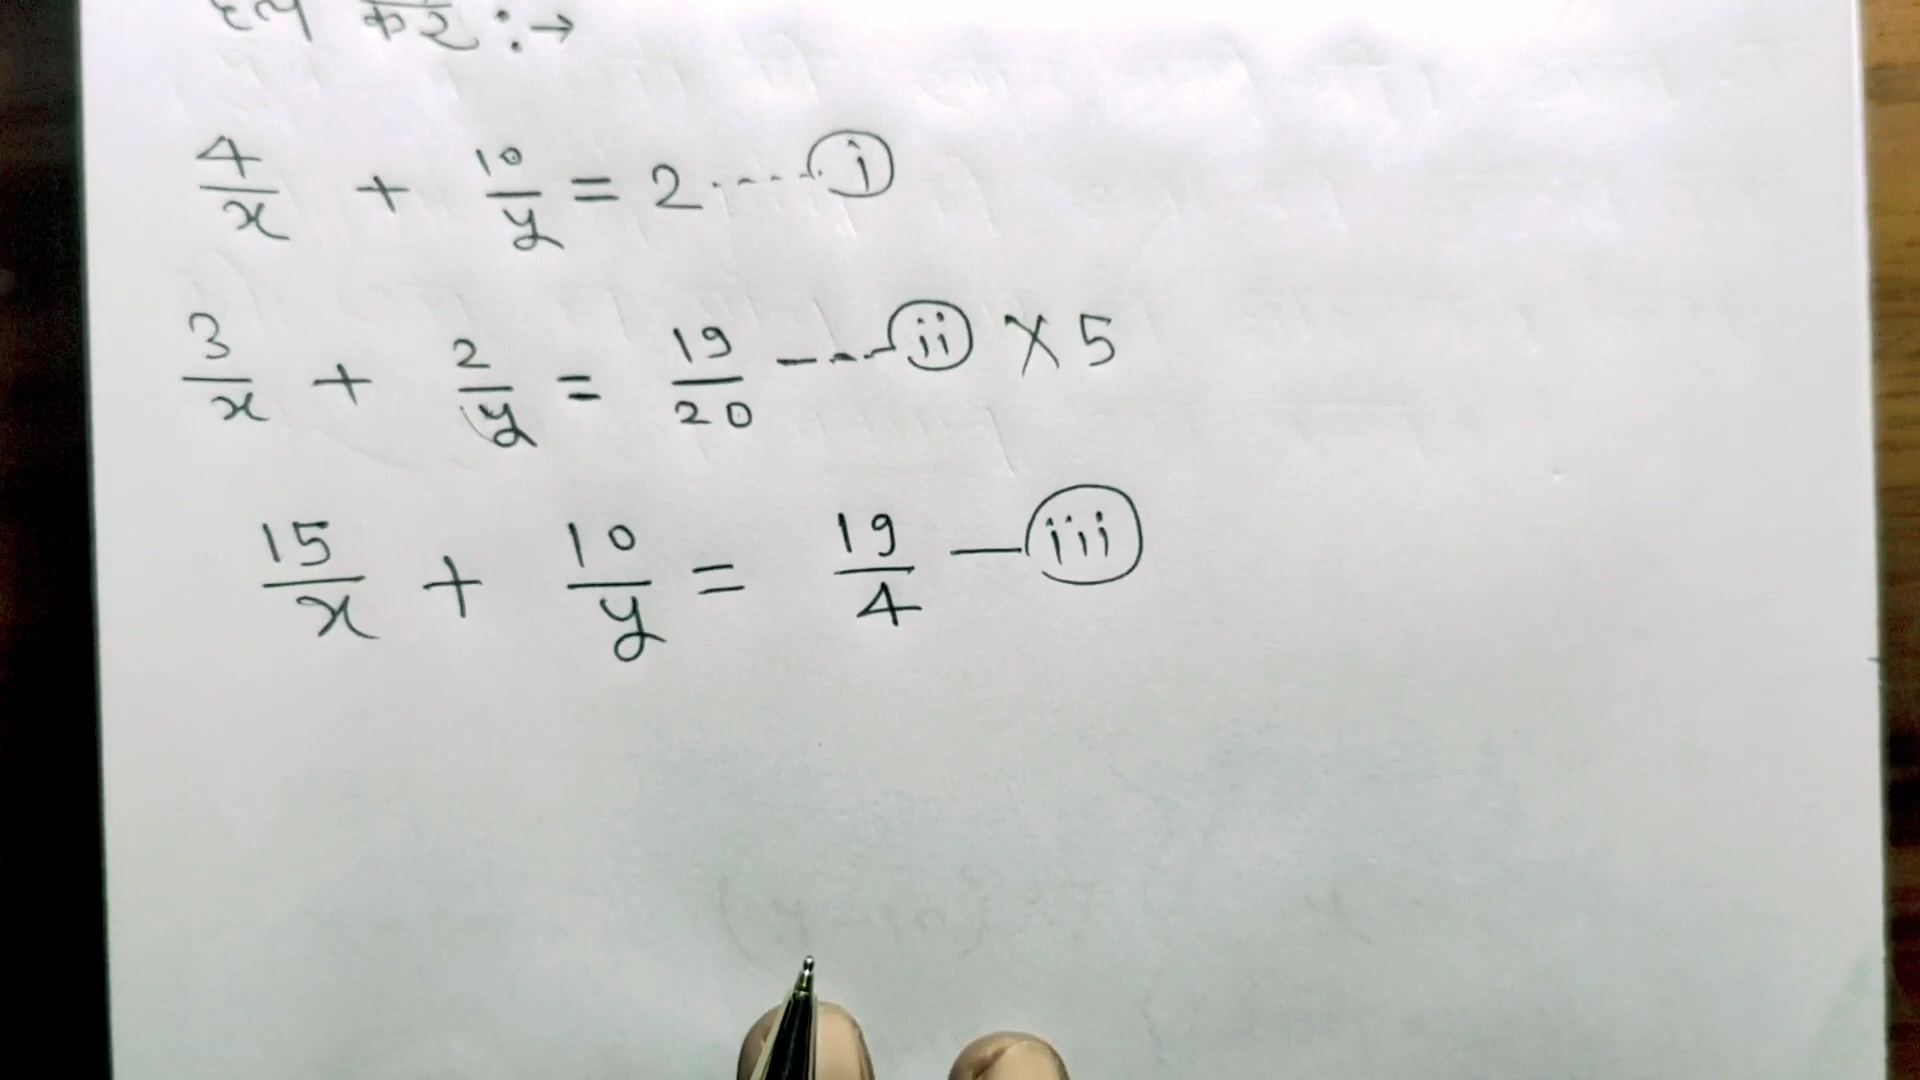 हल करें :→
4/x + 10/y = 2 ..... (i)
3/x + 2/y = 19/20 ---- (ii) × 5
15/x + 10/y = 19/4 — (iii)